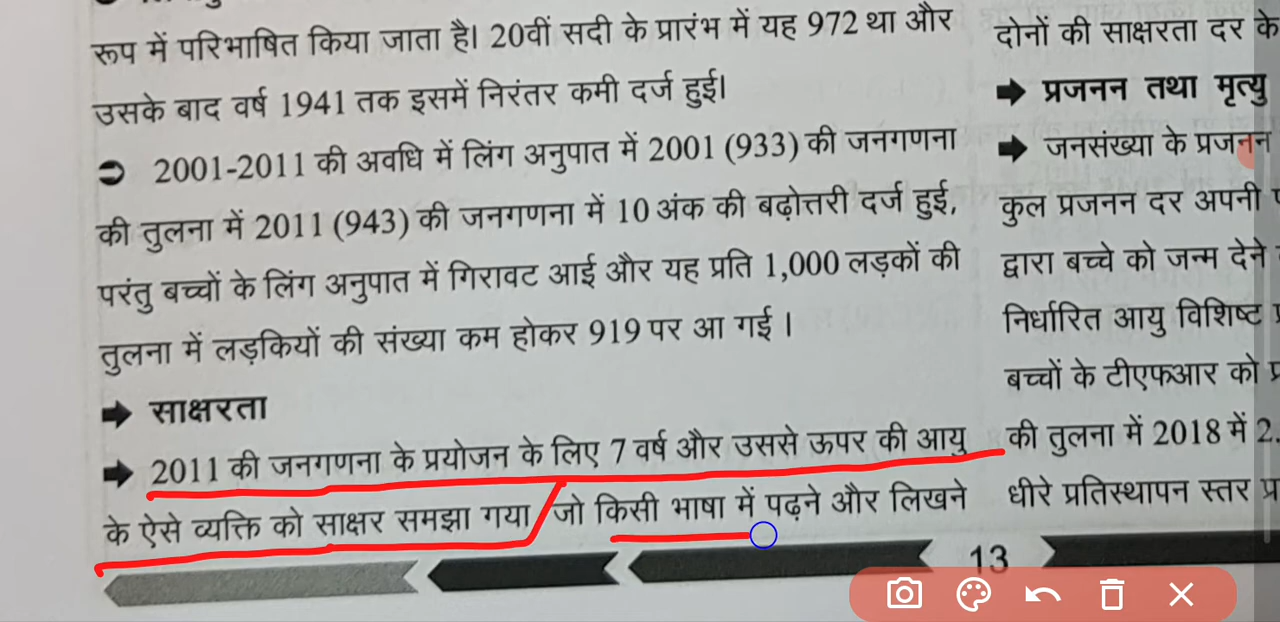 रूप में परिभाषित किया जाता है। 20वीं सदी के प्रारंभ में यह 972 था और
उसके बाद वर्ष 1941 तक इसमें निरंतर कमी दर्ज हुई।
➲ 2001-2011 की अवधि में लिंग अनुपात में 2001 (933) की जनगणना
की तुलना में 2011 (943) की जनगणना में 10 अंक की बढ़ोत्तरी दर्ज हुई,
परंतु बच्चों के लिंग अनुपात में गिरावट आई और यह प्रति 1,000 लड़कों की
तुलना में लड़कियों की संख्या कम होकर 919 पर आ गई ।
➡ साक्षरता
➡ 2011 की जनगणना के प्रयोजन के लिए 7 वर्ष और उससे ऊपर की आयु
के ऐसे व्यक्ति को साक्षर समझा गया जो किसी भाषा में पढ़ने और लिखने
दोनों की साक्षरता दर के
➡ प्रजनन तथा मृत्यु
➡ जनसंख्या के प्रजनन
कुल प्रजनन दर अपनी
द्वारा बच्चे को जन्म देने
निर्धारित आयु विशिष्ट
बच्चों के टीएफआर को
की तुलना में 2018 में 2.
धीरे प्रतिस्थापन स्तर
13